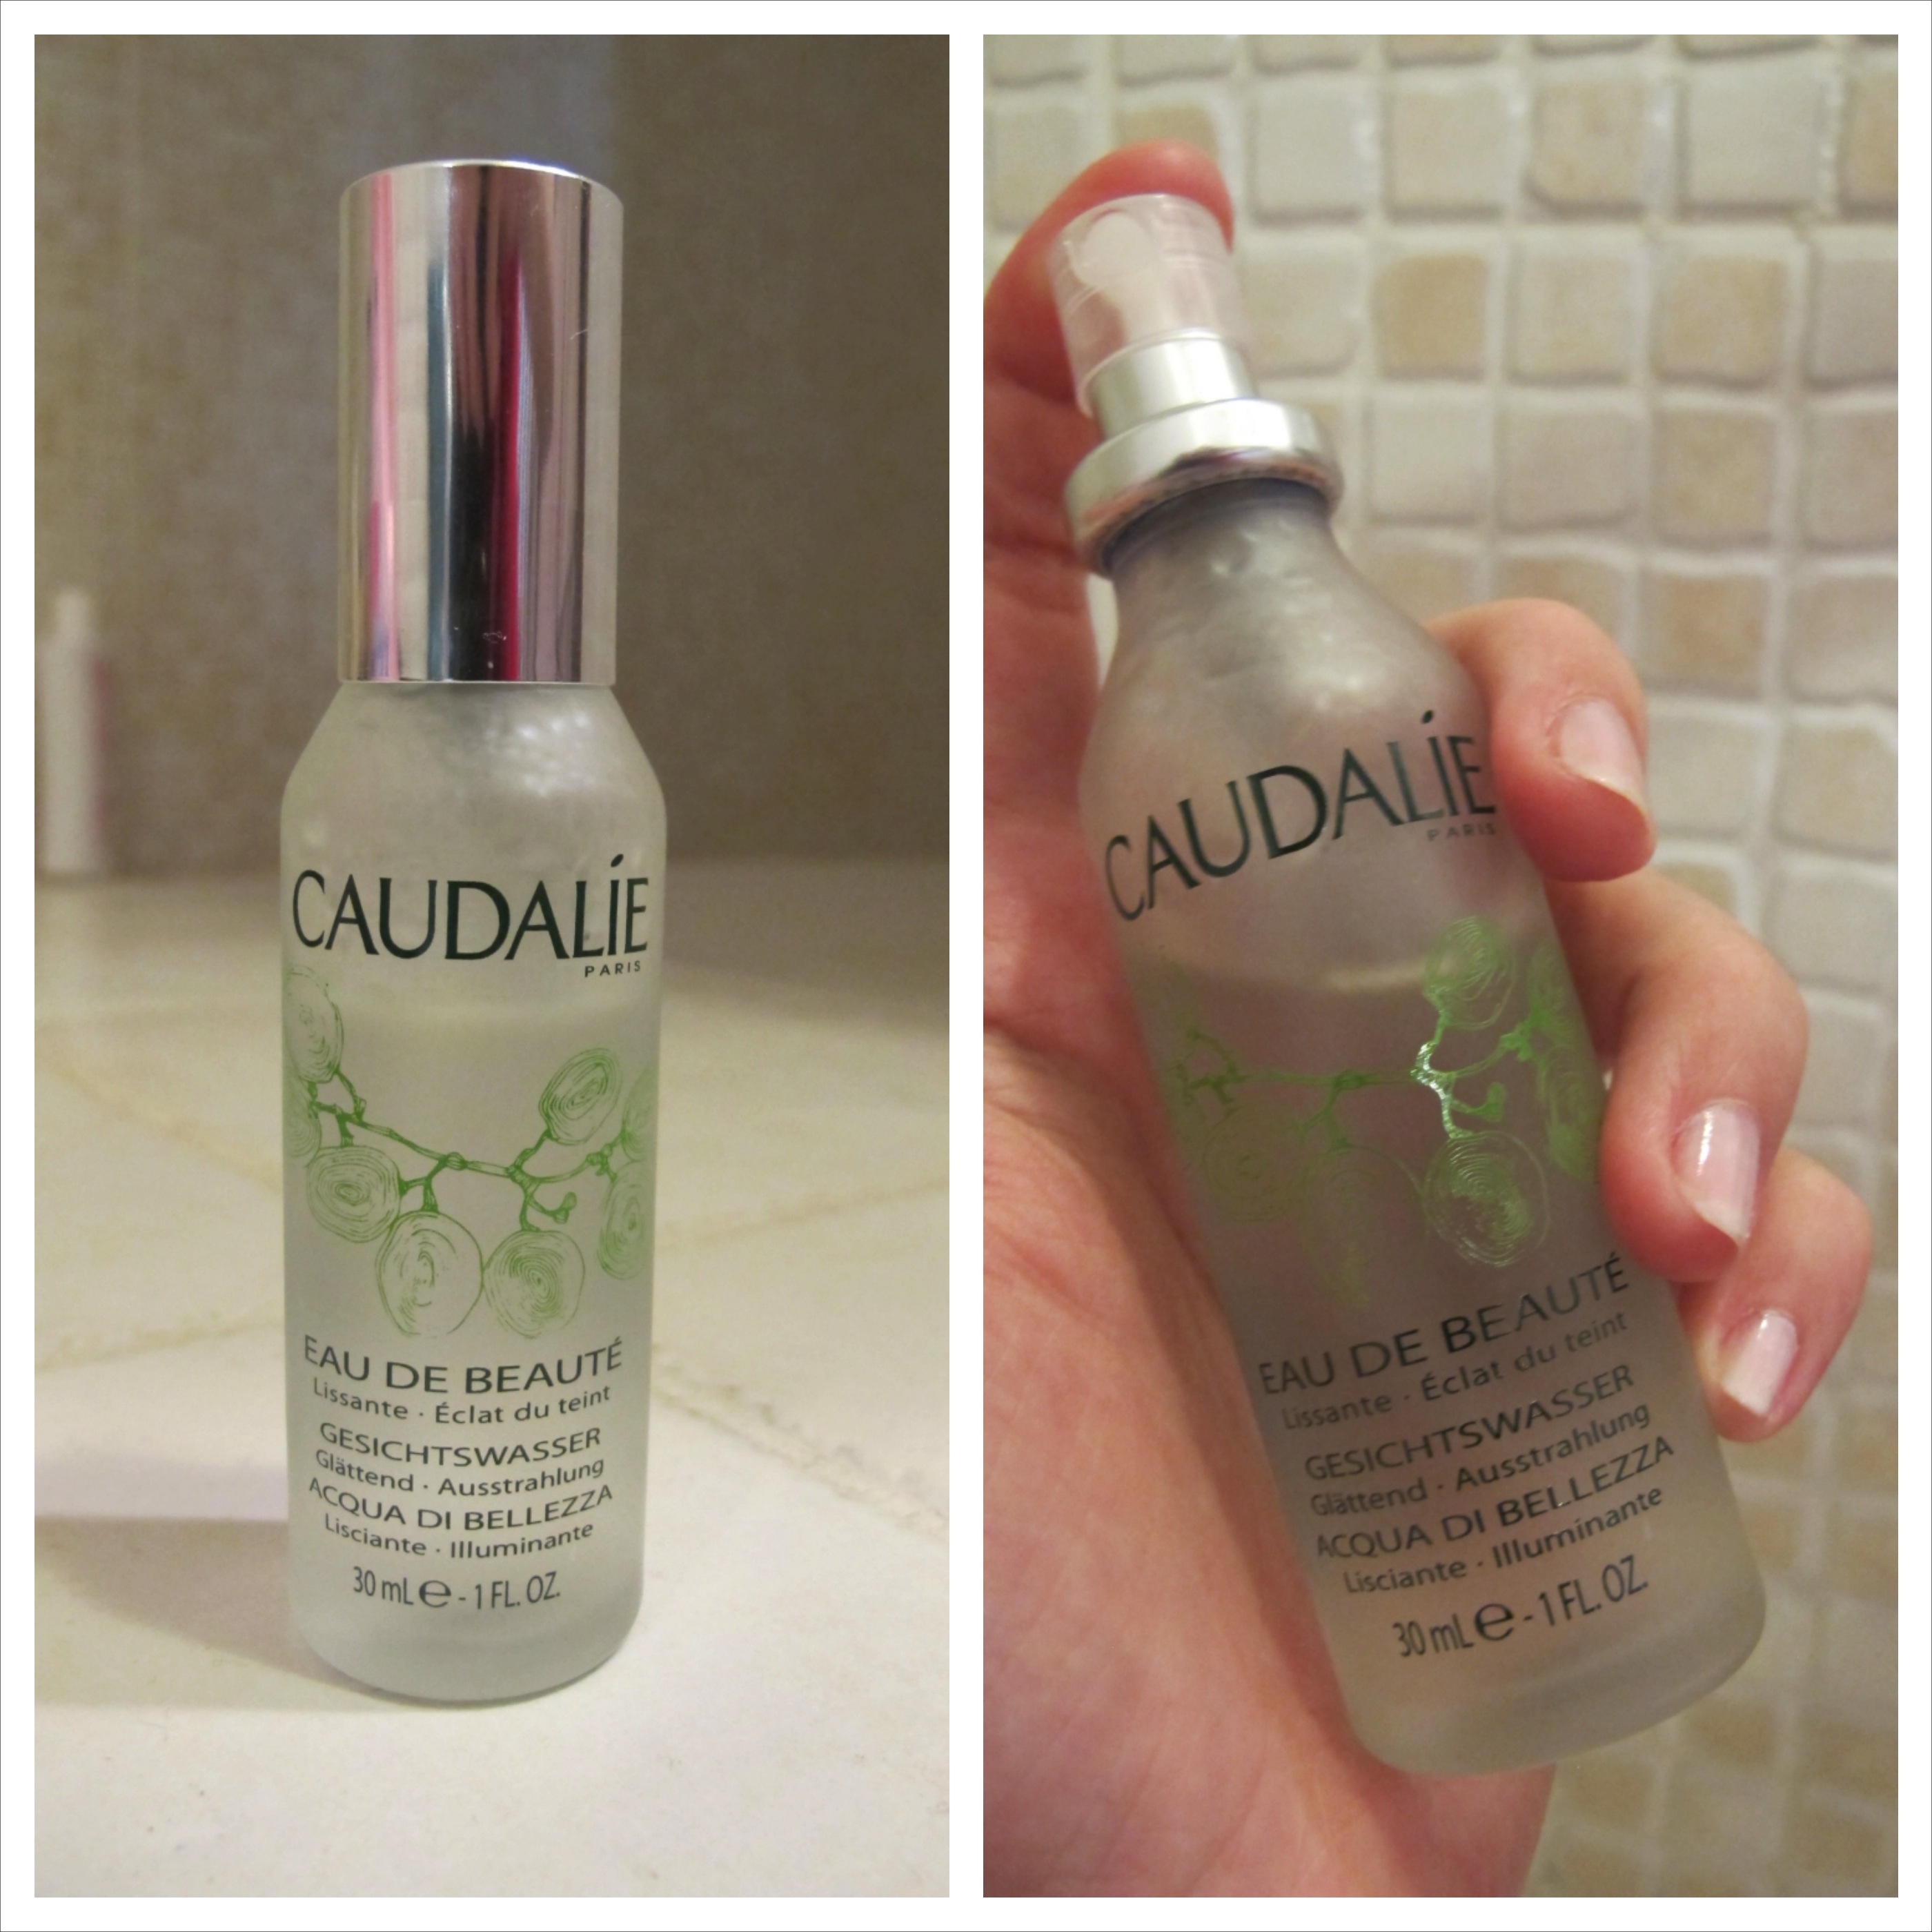 CAUDALÍE
PARIS
EAU DE BEAUTÉ
Lissante · Éclat du teint
GESICHTSWASSER
Glättend · Ausstrahlung
ACQUA DI BELLEZZA
Lisciante · Illuminante
30 mL e - 1 FL. OZ.
CAUDALÍE
PARIS
EAU DE BEAUTÉ
Lissante · Éclat du teint
GESICHTSWASSER
Glättend · Ausstrahlung
ACQUA DI BELLEZZA
Lisciante · Illuminante
30 mL e - 1 FL. OZ.